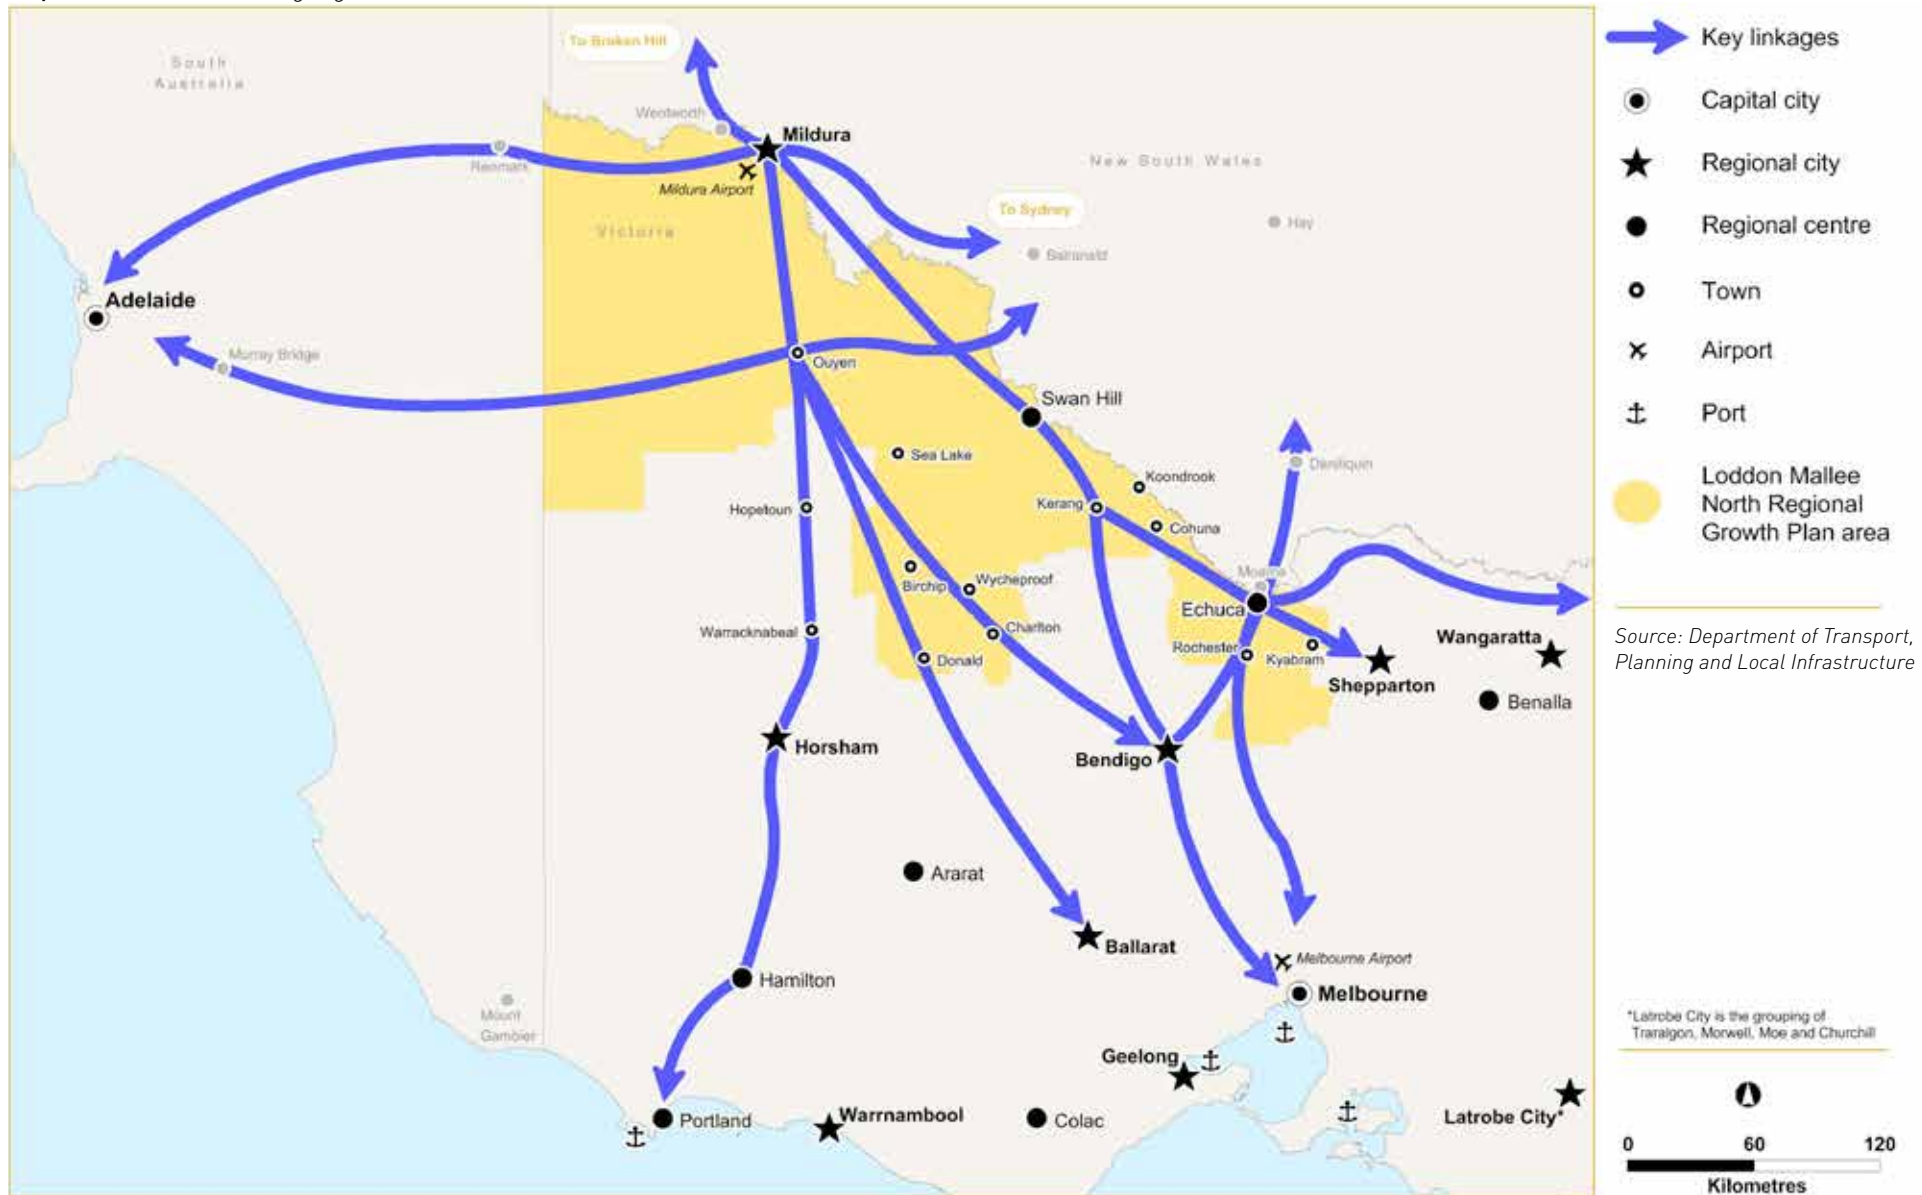 To Broken Hill
South
Australia
Wentworth
Mildura
Renmark
Mildura Airport
New South Wales
To Sydney
Victoria
Hay
Balranald
Adelaide
Murray Bridge
Ouyen
Swan Hill
Sea Lake
Koondrook
Deniliquin
Hopetoun
Kerang
Cohuna
Birchip
Wycheproof
Moama
Echuca
Warracknabeal
Charlton
Donald
Rochester
Kyabram
Wangaratta
Shepparton
Benalla
Horsham
Bendigo
Ararat
Ballarat
Hamilton
Melbourne Airport
Melbourne
Mount
Gambier
Geelong
Portland
Warrnambool
Colac
Latrobe City*
Key linkages
Capital city
Regional city
Regional centre
Town
Airport
Port
Loddon Mallee
North Regional
Growth Plan area
Source: Department of Transport,
Planning and Local Infrastructure
*Latrobe City is the grouping of
Traralgon, Morwell, Moe and Churchill
0 60 120
Kilometres